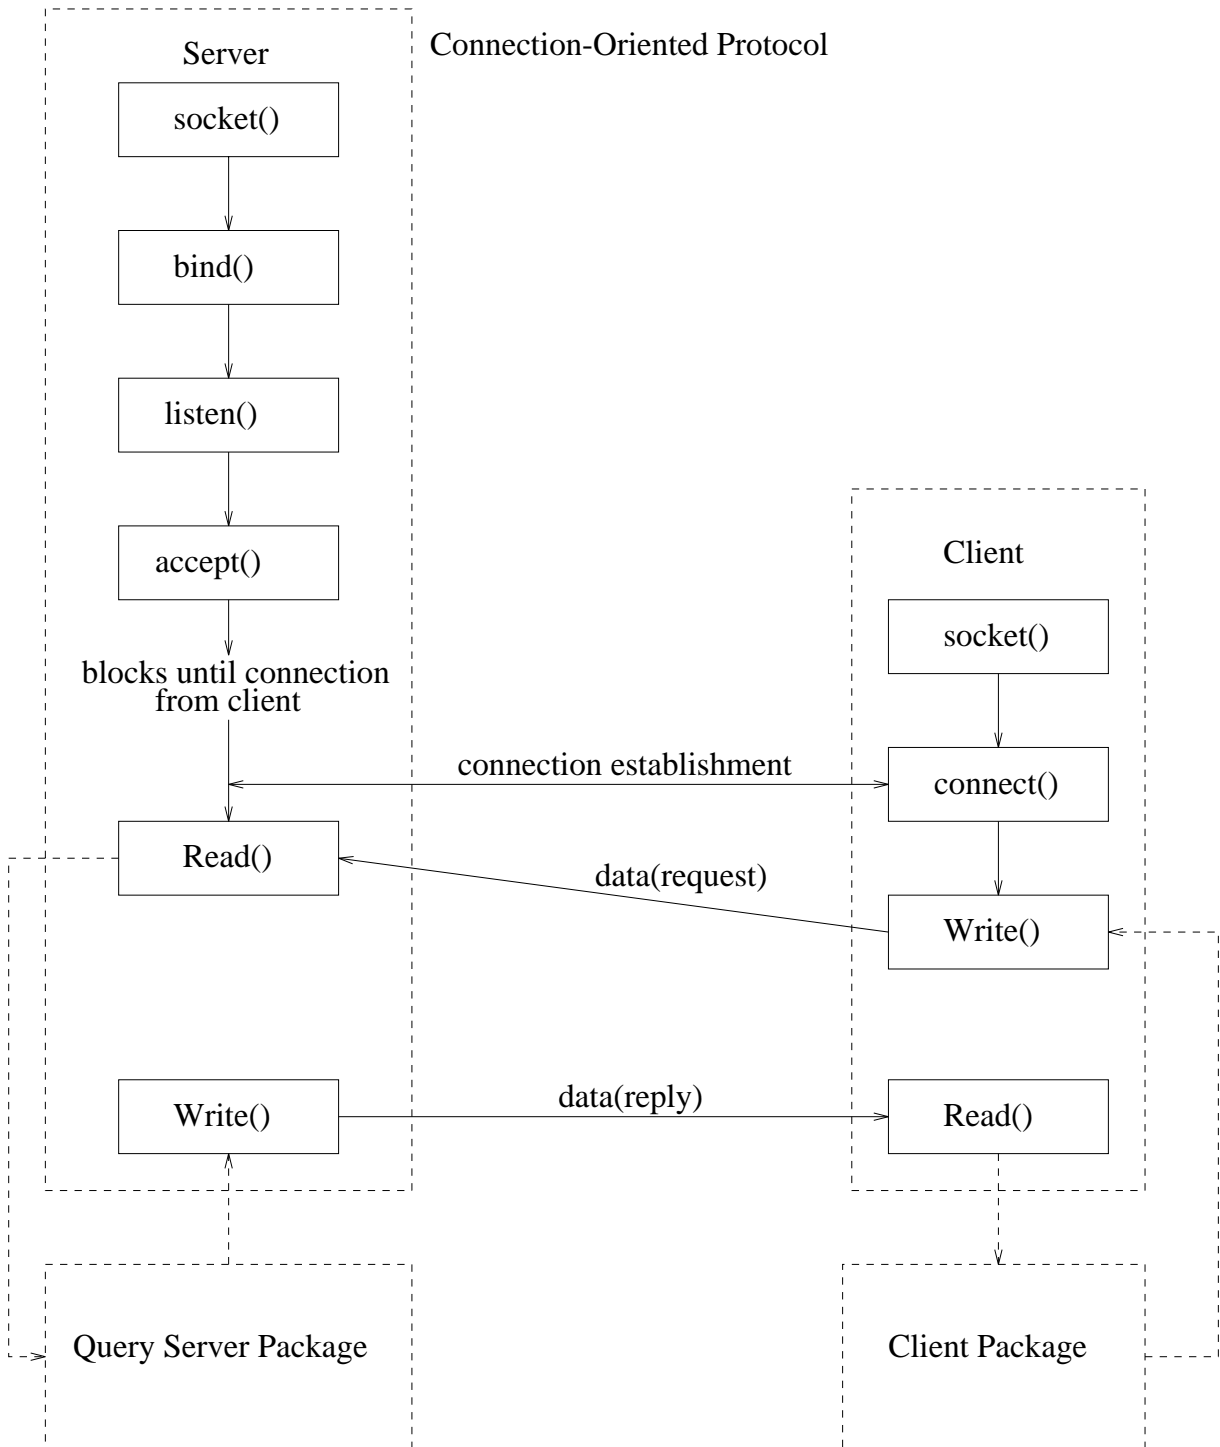 Server
Connection-Oriented Protocol
socket()
bind()
listen()
accept()
blocks until connection
from client
Client
socket()
connection establishment
connect()
Read()
data(request)
Write()
Write()
data(reply)
Read()
Query Server Package
Client Package